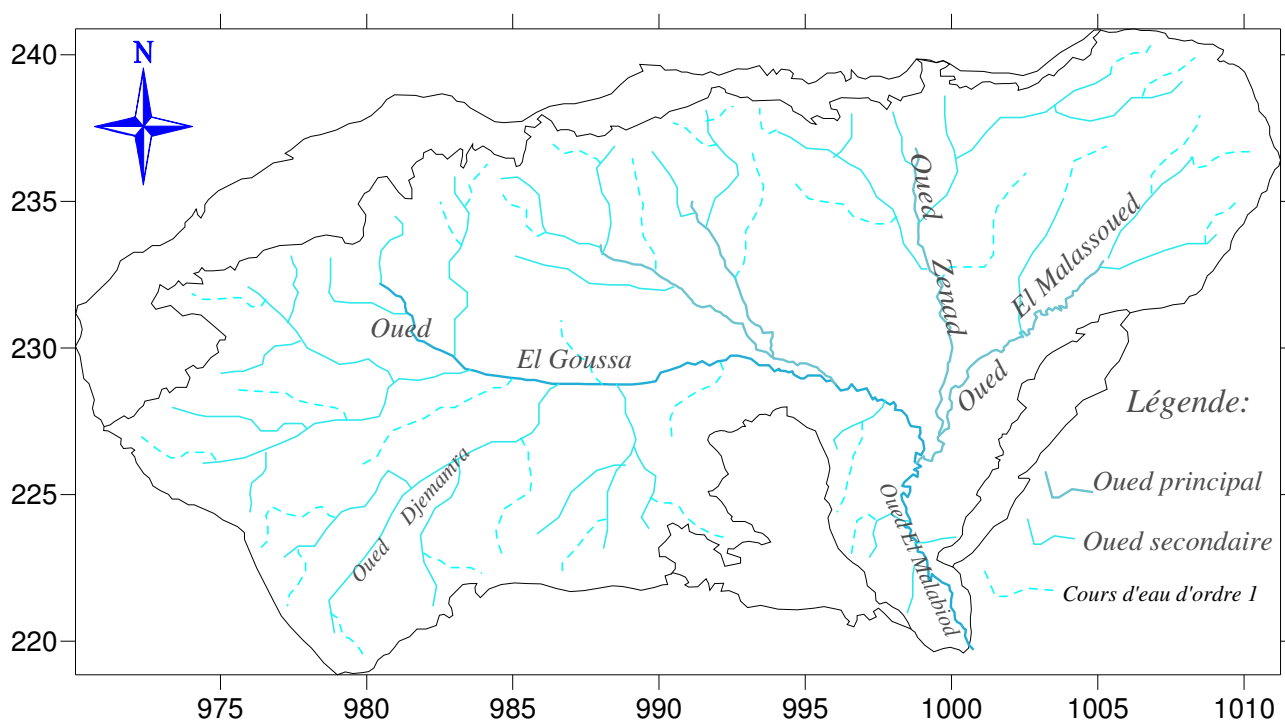 N
240
235
230
225
220
975
980
985
990
995
1000
1005
1010
Oued
El Goussa
Oued
Zenad
Oued
El Malassoued
Oued
Djemamra
Oued El Malabiod
Légende:
Oued principal
Oued secondaire
Cours d'eau d'ordre 1